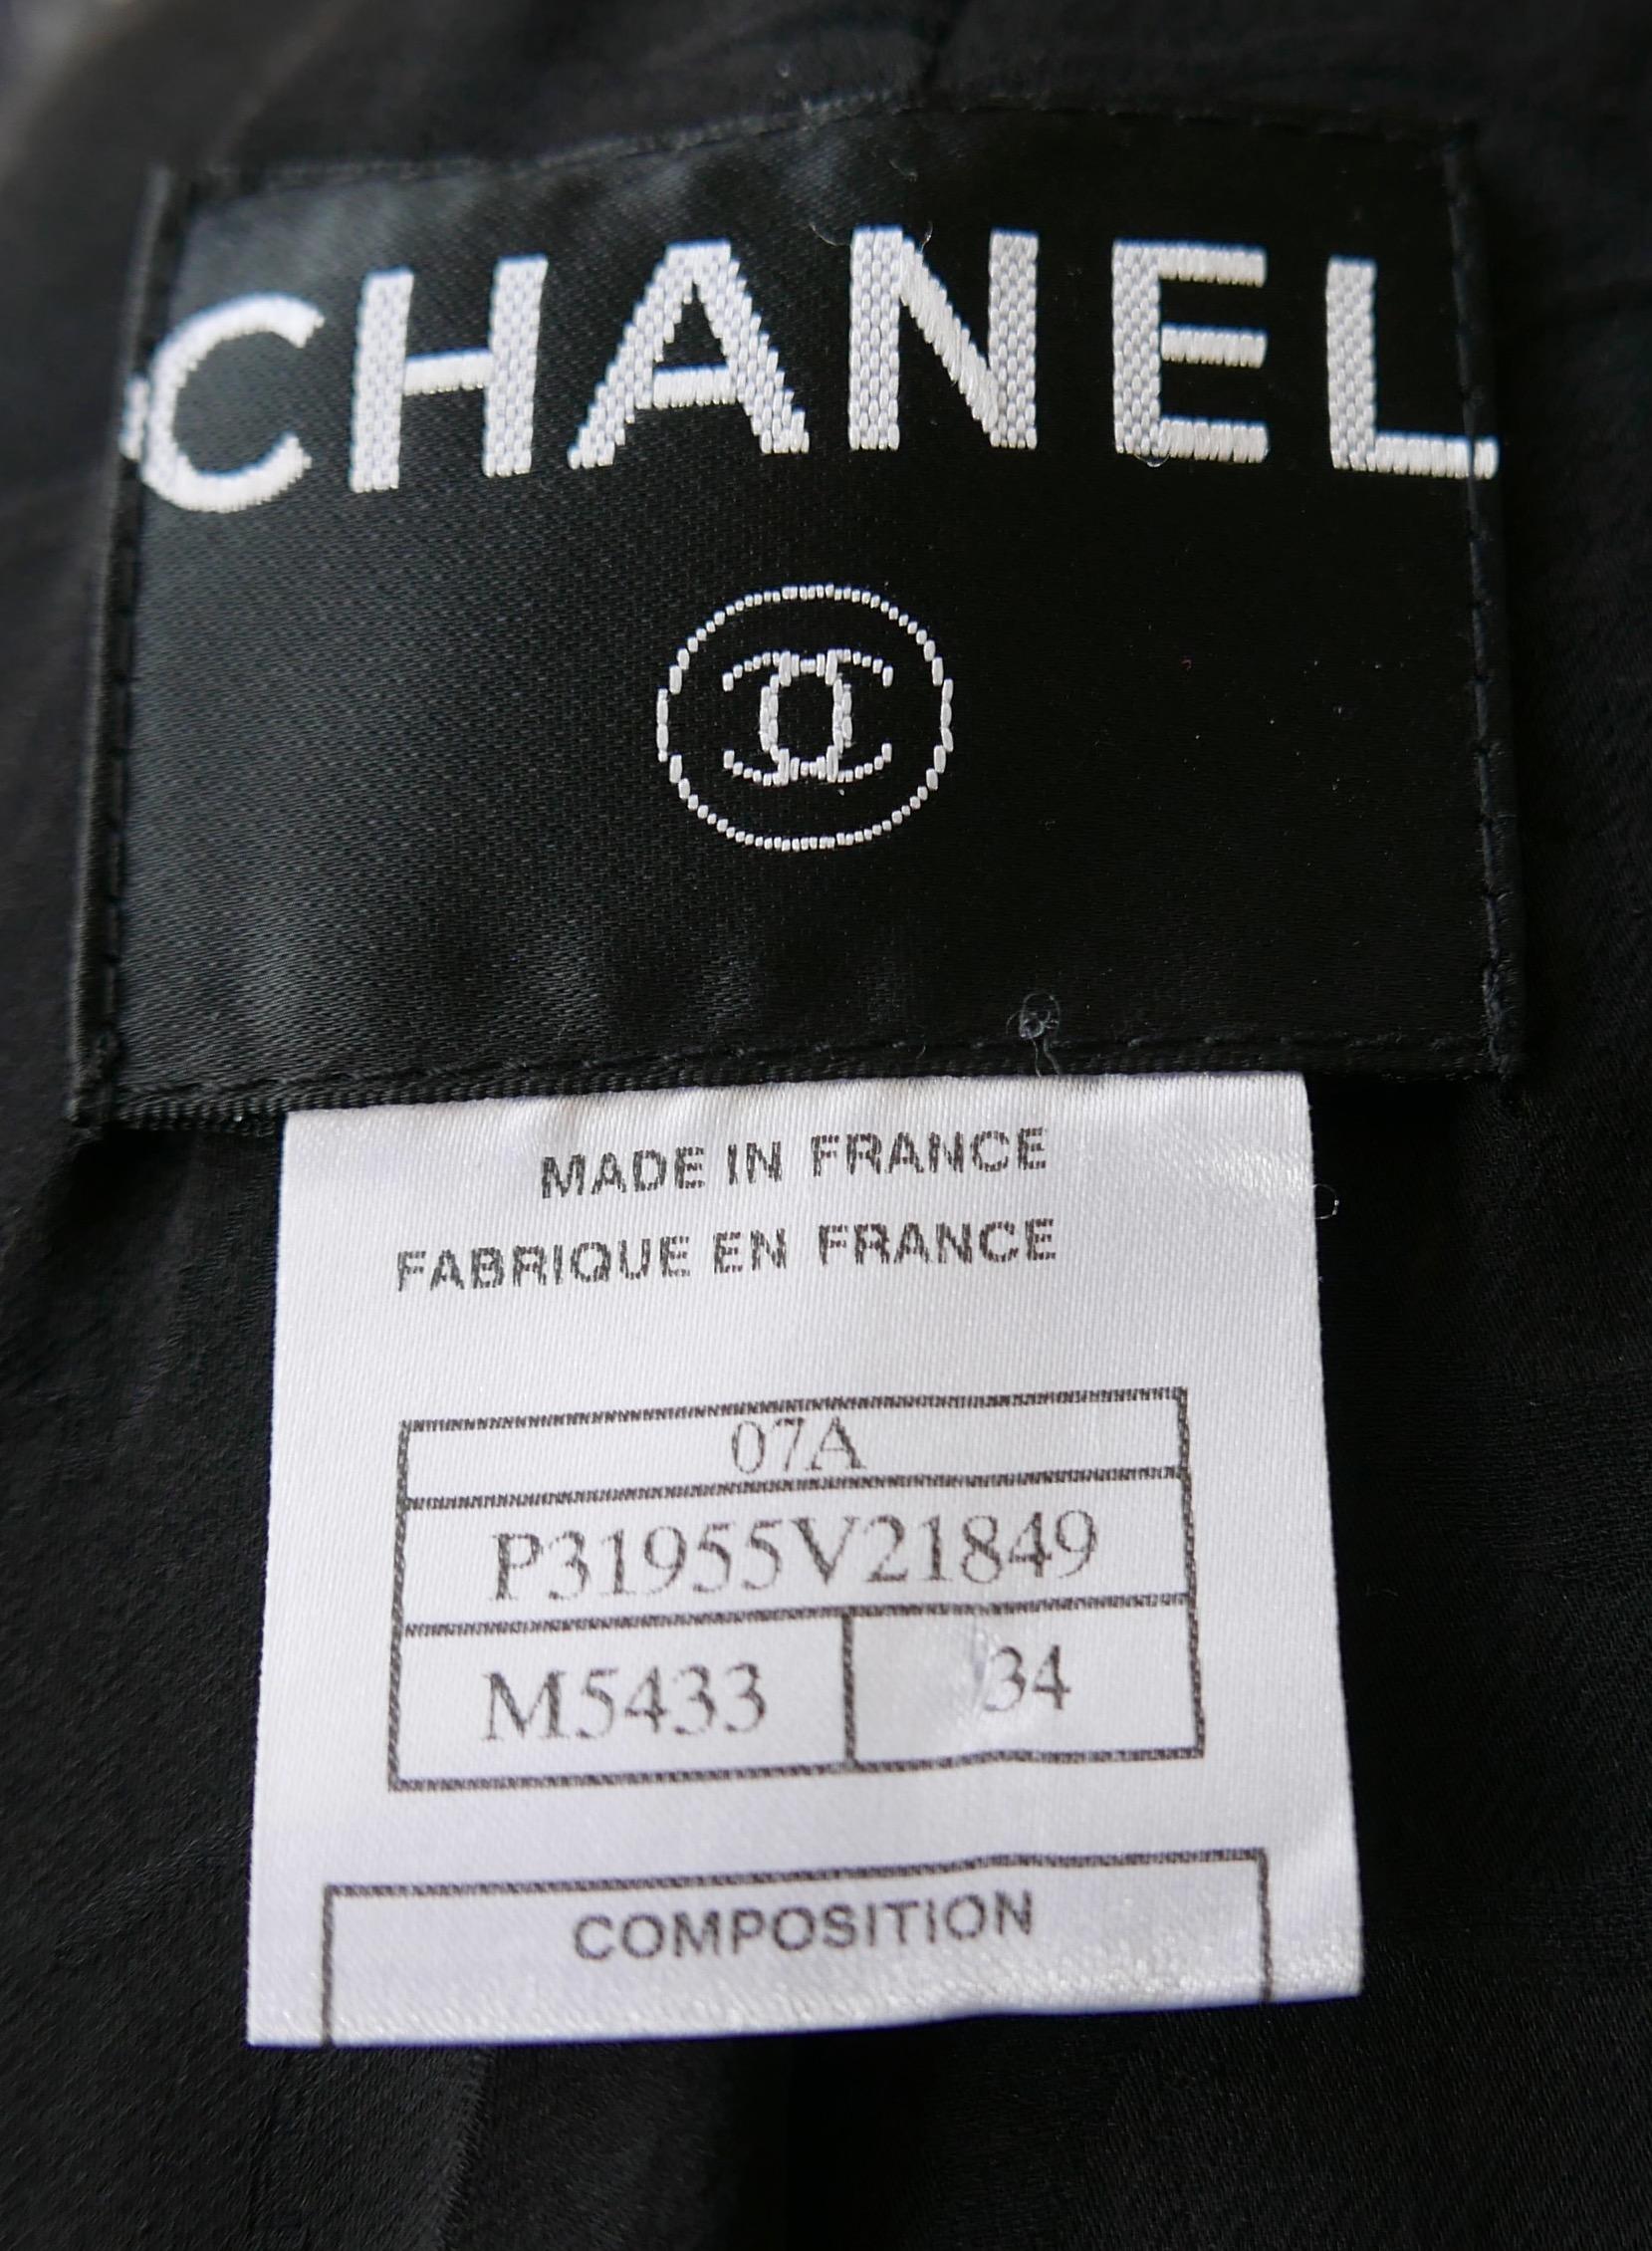 CHANEL
MADE IN FRANCE
FABRIQUE EN FRANCE
07A
P31955V21849
M5433 34
COMPOSITION